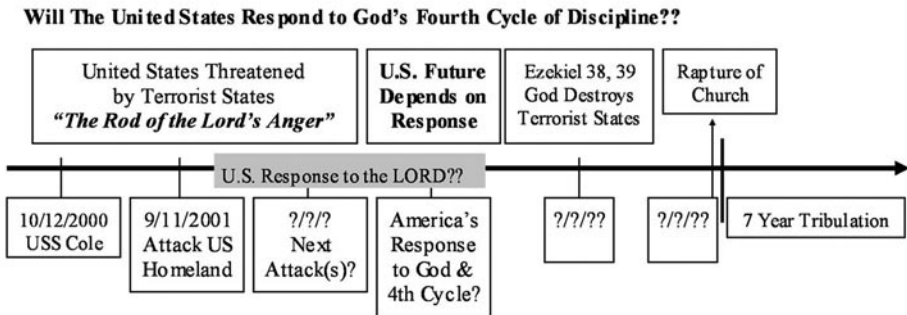 Will The United States Respond to God's Fourth Cycle of Discipline??
United States Threatened
by Terrorist States
"The Rod of the Lord's Anger"
U.S. Future
Depends on
Response
Ezekiel 38, 39
God Destroys
Terrorist States
Rapture of
Church
U.S. Response to the LORD??
10/12/2000
USS Cole
9/11/2001
Attack US
Homeland
?/?/?
Next
Attack(s)?
America's
Response
to God &
4th Cycle?
?/?/??
?/?/??
7 Year Tribulation